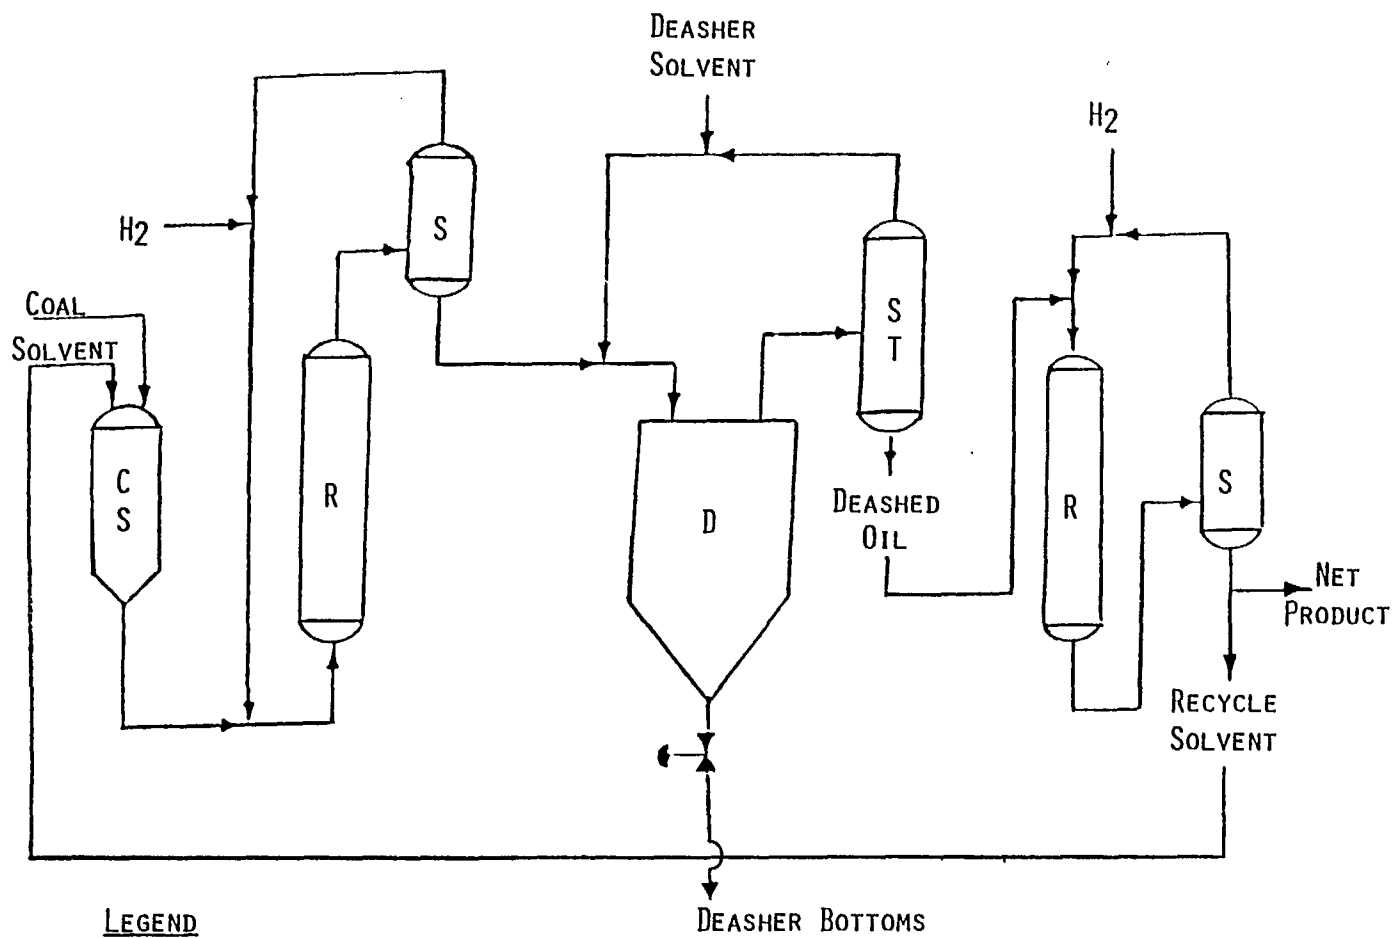 DEASHER
SOLVENT
H2
H2
S
COAL
SOLVENT
S
T
C
S
R
D
DEASHED
OIL
R
S
NET
PRODUCT
RECYCLE
SOLVENT
LEGEND
DEASHER BOTTOMS